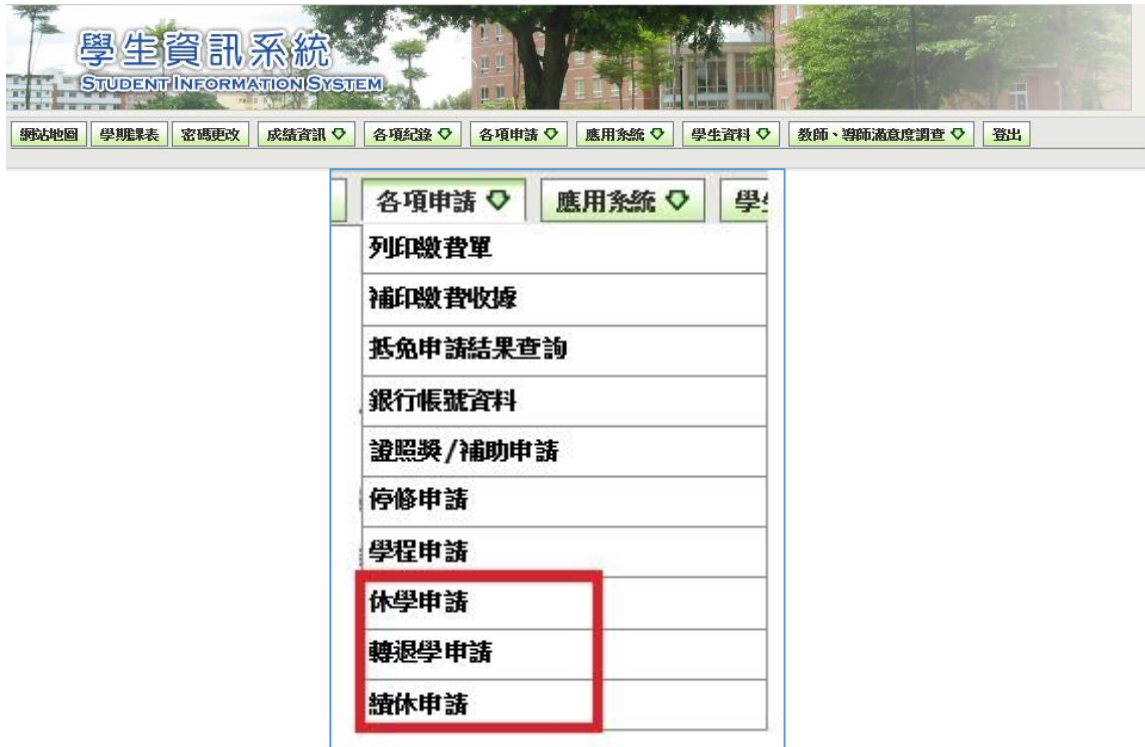 學生資訊系統
STUDENT INFORMATION SYSTEM
網站地圖 學期課表 密碼更改 成績資訊 各項紀錄 各項申請 應用系統 學生資料 教師、導師滿意度調查 登出
各項申請 應用系統 學
列印繳費單
補印繳費收據
抵免申請結果查詢
銀行帳號資料
證照獎/補助申請
停修申請
學程申請
休學申請
轉退學申請
續休申請